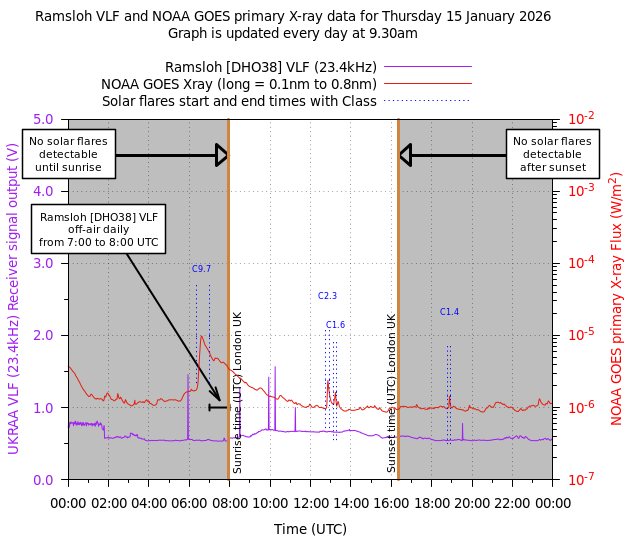 Ramsloh VLF and NOAA GOES primary X-ray data for Thursday 15 January 2026
Graph is updated every day at 9.30am
Ramsloh [DHO38] VLF (23.4kHz)
NOAA GOES Xray (long = 0.1nm to 0.8nm)
Solar flares start and end times with Class
5.0
4.0
3.0
2.0
1.0
0.0
UKRAA VLF (23.4kHz) Receiver signal output (V)
10-2
10-3
10-4
10-5
10-6
10-7
NOAA GOES primary X-ray Flux (W/m2)
No solar flares
detectable
until sunrise
No solar flares
detectable
after sunset
Ramsloh [DHO38] VLF
off-air daily
from 7:00 to 8:00 UTC
C9.7
C2.3
C1.6
C1.4
Sunrise time (UTC) London UK
Sunset time (UTC) London UK
00:00 02:00 04:00 06:00 08:00 10:00 12:00 14:00 16:00 18:00 20:00 22:00 00:00
Time (UTC)